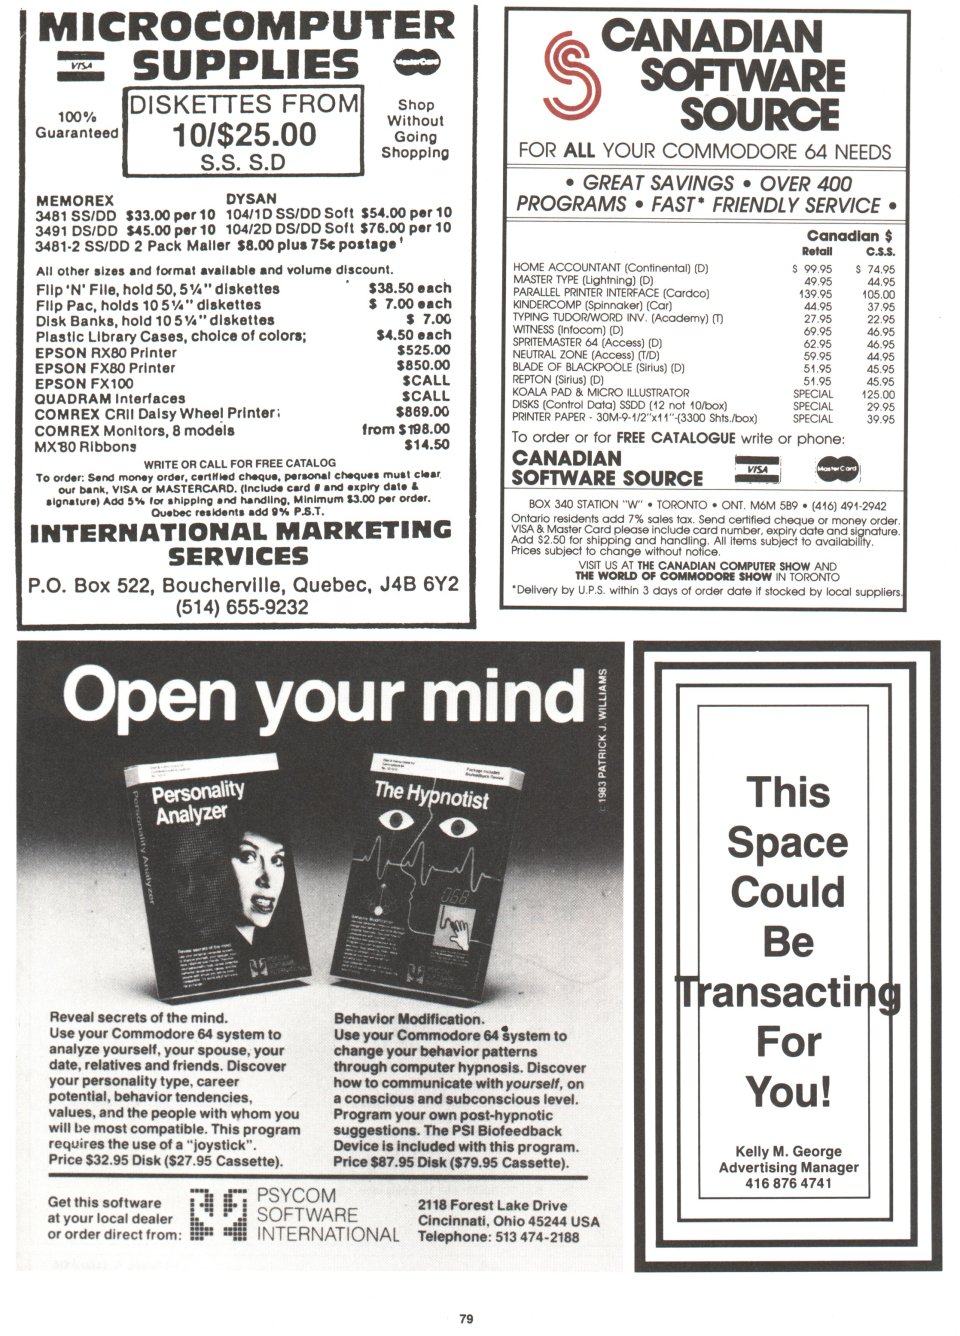 MICROCOMPUTER
SUPPLIES
VISA
MasterCard
100%
Guaranteed
DISKETTES FROM
10/$25.00
S.S. S.D
Shop
Without
Going
Shopping
MEMOREX DYSAN
3481 SS/DD $33.00 per 10 104/1D SS/DD Soft $54.00 per 10
3491 DS/DD $45.00 per 10 104/2D DS/DD Soft $76.00 per 10
3481-2 SS/DD 2 Pack Mailer $8.00 plus 75¢ postage
All other sizes and format available and volume discount.
Flip 'N' File, hold 50, 5¼" diskettes $38.50 each
Flip Pac, holds 10 5¼" diskettes $ 7.00 each
Disk Banks, hold 10 5¼" diskettes $ 7.00
Plastic Library Cases, choice of colors; $4.50 each
EPSON RX80 Printer $525.00
EPSON FX80 Printer $850.00
EPSON FX100 $CALL
QUADRAM Interfaces $CALL
COMREX CRII Daisy Wheel Printer; $869.00
COMREX Monitors, 8 models from $198.00
MX'80 Ribbons $14.50
WRITE OR CALL FOR FREE CATALOG
To order: Send money order, certified cheque, personal cheques must clear
our bank, VISA or MASTERCARD. (Include card # and expiry date &
signature) Add 5% for shipping and handling, Minimum $3.00 per order.
Quebec residents add 9% P.S.T.
INTERNATIONAL MARKETING
SERVICES
P.O. Box 522, Boucherville, Quebec, J4B 6Y2
(514) 655-9232
CANADIAN
SOFTWARE
SOURCE
FOR ALL YOUR COMMODORE 64 NEEDS
• GREAT SAVINGS • OVER 400
PROGRAMS • FAST* FRIENDLY SERVICE •
Canadian $
Retail C.S.S.
HOME ACCOUNTANT (Continental) (D) $ 99.95 $ 74.95
MASTER TYPE (Lightning) (D) 49.95 44.95
PARALLEL PRINTER INTERFACE (Cardco) 139.95 105.00
KINDERCOMP (Spinnaker) (Car) 44.95 37.95
TYPING TUDOR/WORD INV. (Academy) (T) 27.95 22.95
WITNESS (Infocom) (D) 69.95 46.95
SPRITEMASTER 64 (Access) (D) 62.95 46.95
NEUTRAL ZONE (Access) (T/D) 59.95 44.95
BLADE OF BLACKPOOLE (Sirius) (D) 51.95 45.95
REPTON (Sirius) (D) 51.95 45.95
KOALA PAD & MICRO ILLUSTRATOR SPECIAL 125.00
DISKS (Control Data) SSDD (12 not 10/box) SPECIAL 29.95
PRINTER PAPER - 30M-9-1/2"x11"-(3300 Shts./box) SPECIAL 39.95
To order or for FREE CATALOGUE write or phone:
CANADIAN
SOFTWARE SOURCE
VISA
MasterCard
BOX 340 STATION "W" • TORONTO • ONT. M6M 5B9 • (416) 491-2942
Ontario residents add 7% sales tax. Send certified cheque or money order.
VISA & Master Card please include card number, expiry date and signature.
Add $2.50 for shipping and handling. All items subject to availability.
Prices subject to change without notice.
VISIT US AT THE CANADIAN COMPUTER SHOW AND
THE WORLD OF COMMODORE SHOW IN TORONTO
*Delivery by U.P.S. within 3 days of order date if stocked by local suppliers.
Open your mind
© 1983 PATRICK J. WILLIAMS
Personality
Analyzer
Personality Analyzer
Reveal secrets of the mind.
The Hypnotist
Package includes
Biofeedback Device
068
Behavior Modification.
Reveal secrets of the mind.
Use your Commodore 64 system to
analyze yourself, your spouse, your
date, relatives and friends. Discover
your personality type, career
potential, behavior tendencies,
values, and the people with whom you
will be most compatible. This program
requires the use of a "joystick".
Price $32.95 Disk ($27.95 Cassette).
Behavior Modification.
Use your Commodore 64 system to
change your behavior patterns
through computer hypnosis. Discover
how to communicate with yourself, on
a conscious and subconscious level.
Program your own post-hypnotic
suggestions. The PSI Biofeedback
Device is included with this program.
Price $87.95 Disk ($79.95 Cassette).
Get this software
at your local dealer
or order direct from:
PSYCOM
SOFTWARE
INTERNATIONAL
2118 Forest Lake Drive
Cincinnati, Ohio 45244 USA
Telephone: 513 474-2188
This
Space
Could
Be
Transacting
For
You!
Kelly M. George
Advertising Manager
416 876 4741
79